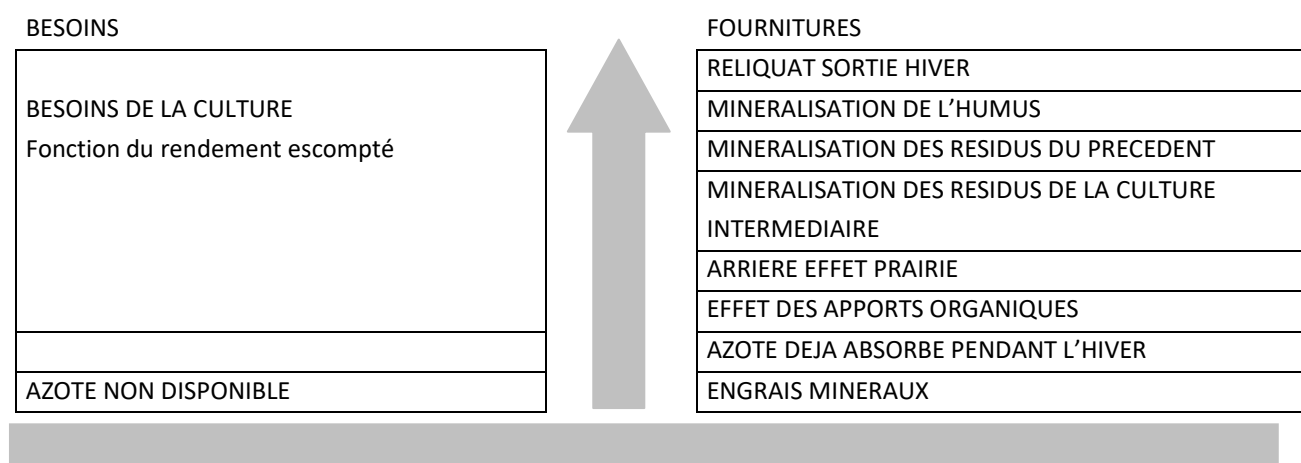 BESOINS
BESOINS DE LA CULTURE
Fonction du rendement escompté
AZOTE NON DISPONIBLE
FOURNITURES
RELIQUAT SORTIE HIVER
MINERALISATION DE L’HUMUS
MINERALISATION DES RESIDUS DU PRECEDENT
MINERALISATION DES RESIDUS DE LA CULTURE
INTERMEDIAIRE
ARRIERE EFFET PRAIRIE
EFFET DES APPORTS ORGANIQUES
AZOTE DEJA ABSORBE PENDANT L’HIVER
ENGRAIS MINERAUX